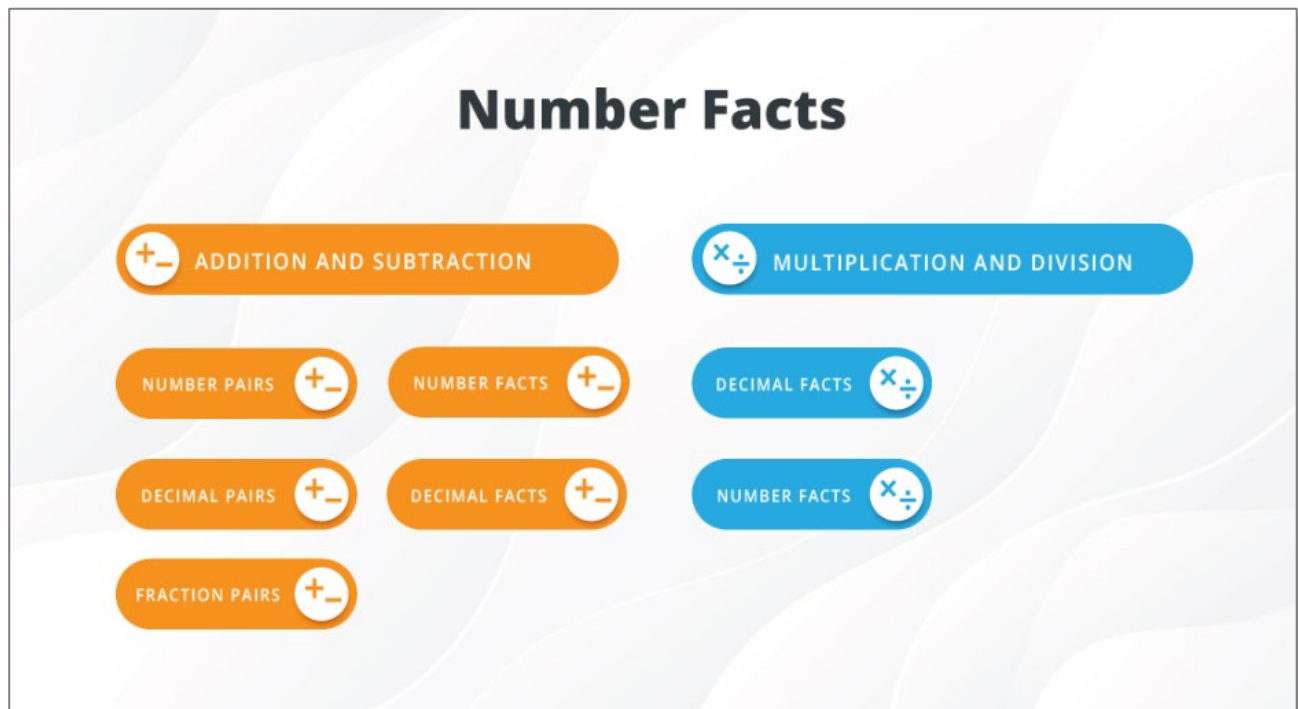 Number Facts
ADDITION AND SUBTRACTION
MULTIPLICATION AND DIVISION
NUMBER PAIRS
NUMBER FACTS
DECIMAL FACTS
DECIMAL PAIRS
DECIMAL FACTS
NUMBER FACTS
FRACTION PAIRS